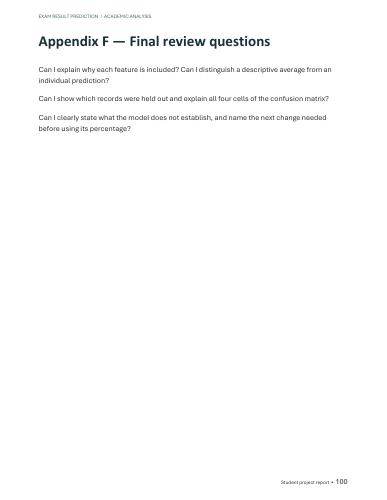 EXAM RESULT PREDICTION | ACADEMIC ANALYSIS
Appendix F — Final review questions
Can I explain why each feature is included? Can I distinguish a descriptive average from an
individual prediction?
Can I show which records were held out and explain all four cells of the confusion matrix?
Can I clearly state what the model does not establish, and name the next change needed
before using its percentage?
Student project report • 100